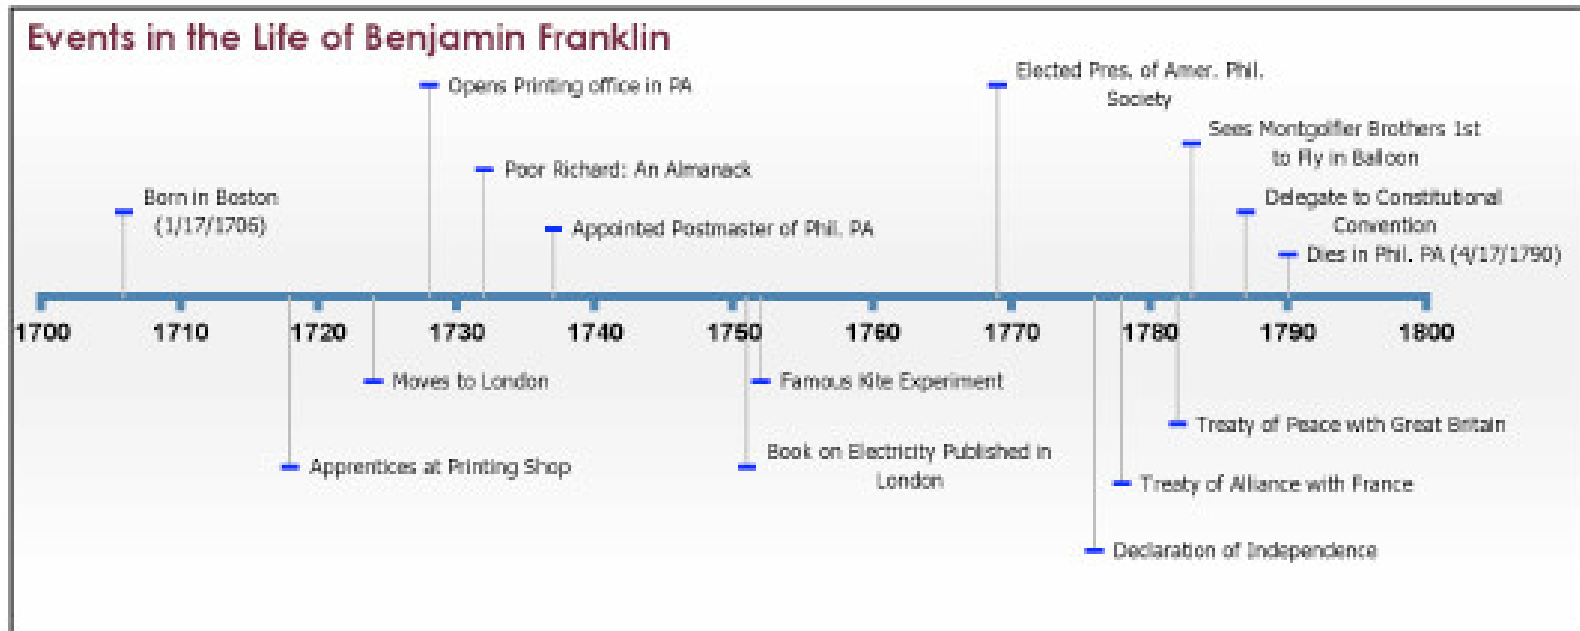 Events in the Life of Benjamin Franklin
Opens Printing office in PA
Elected Pres. of Amer. Phil.
Society
Sees Montgolfier Brothers 1st
to Fly in Balloon
Poor Richard: An Almanack
Born in Boston
(1/17/1706)
Appointed Postmaster of Phil. PA
Delegate to Constitutional
Convention
Dies in Phil. PA (4/17/1790)
1700 1710 1720 1730 1740 1750 1760 1770 1780 1790 1800
Moves to London
Famous Kite Experiment
Treaty of Peace with Great Britain
Apprentices at Printing Shop
Book on Electricity Published in
London
Treaty of Alliance with France
Declaration of Independence